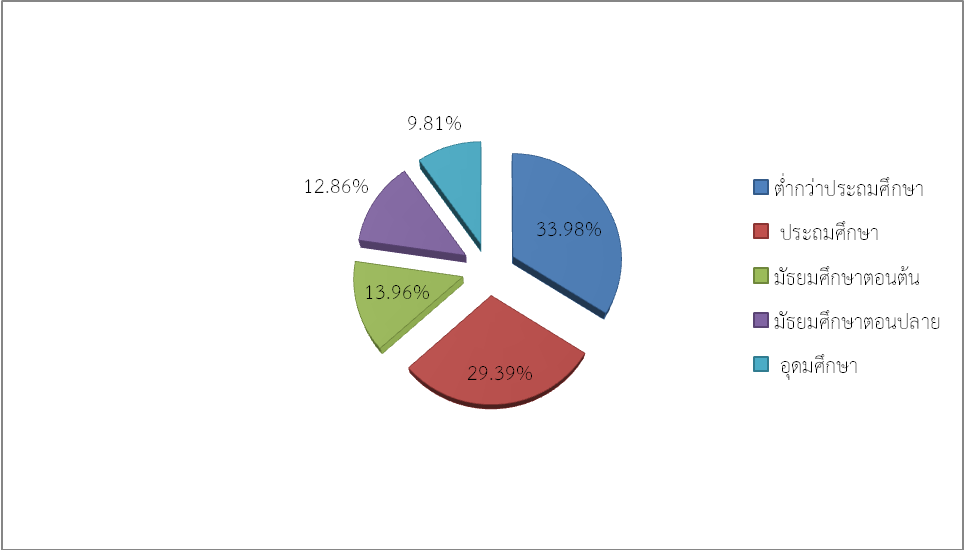 9.81%
12.86%
33.98%
13.96%
29.39%
ต่ำกว่าประถมศึกษา
ประถมศึกษา
มัธยมศึกษาตอนต้น
มัธยมศึกษาตอนปลาย
อุดมศึกษา